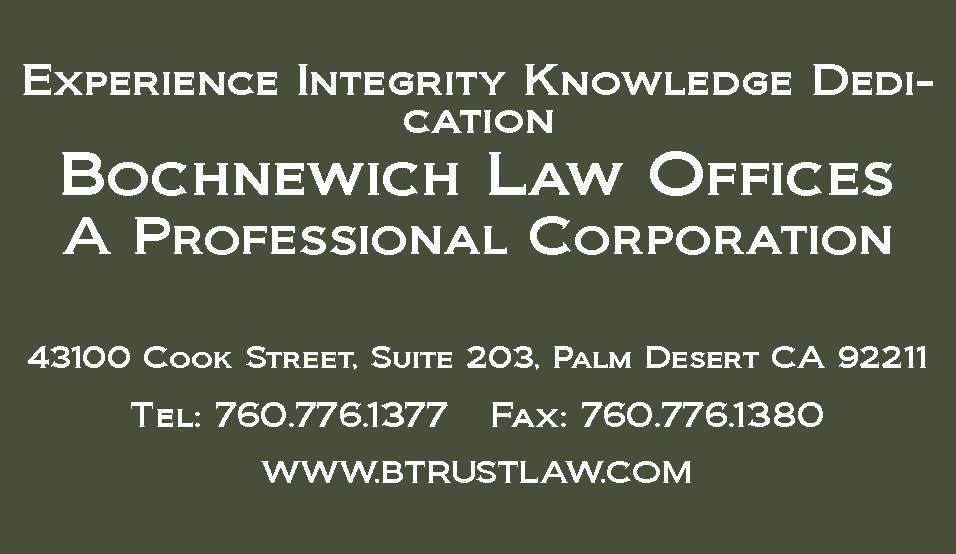 Experience Integrity Knowledge Dedi-
cation
Bochnewich Law Offices
A Professional Corporation
43100 Cook Street, Suite 203, Palm Desert CA 92211
Tel: 760.776.1377 Fax: 760.776.1380
www.btrustlaw.com